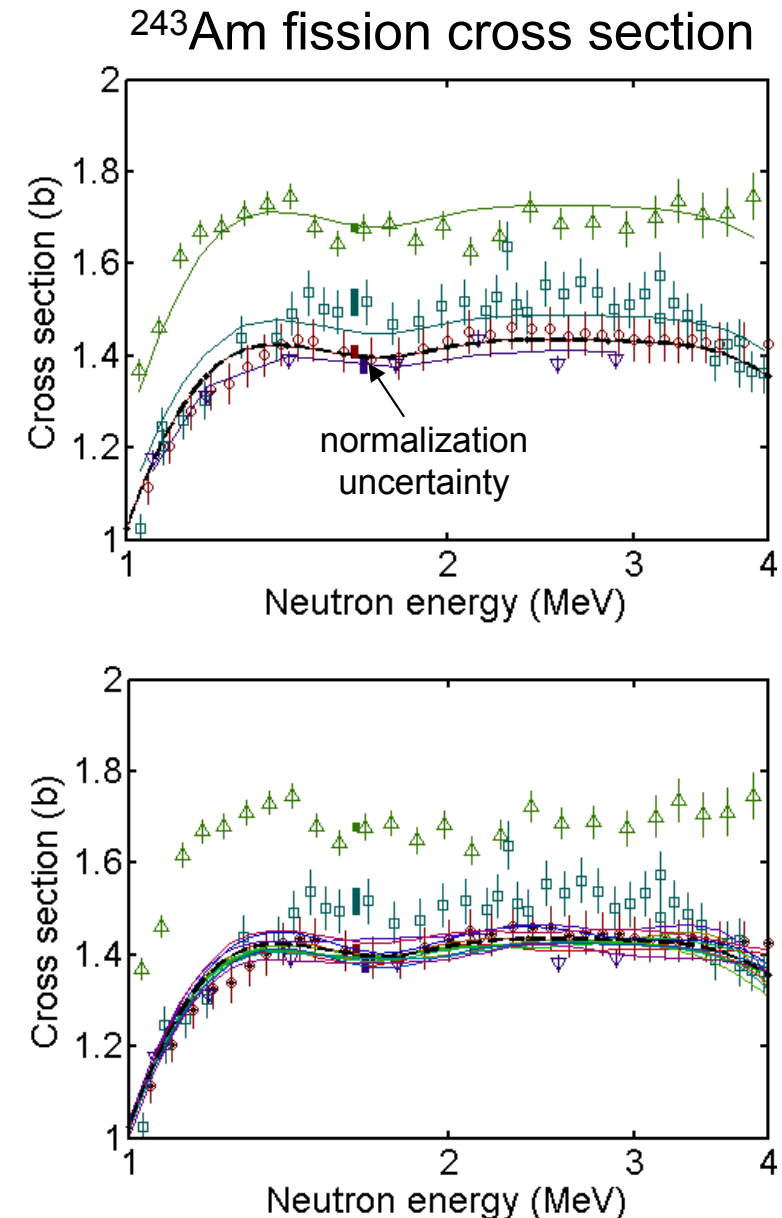 ²⁴³Am fission cross section
2
1.8
1.6
1.4
1.2
1
Cross section (b)
normalization
uncertainty
1
2
3
4
Neutron energy (MeV)
2
1.8
1.6
1.4
1.2
1
Cross section (b)
1
2
3
4
Neutron energy (MeV)